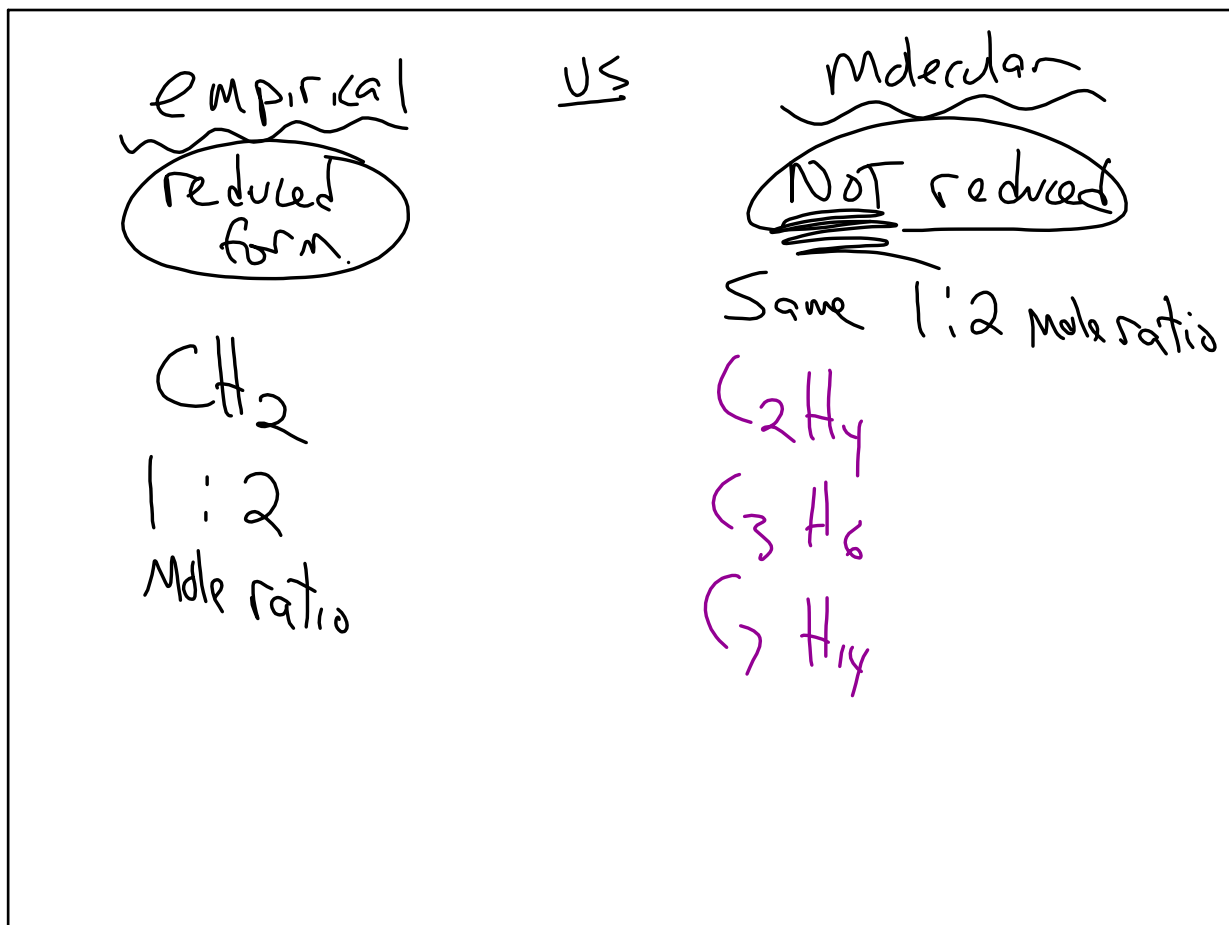 empirical vs molecular
reduced form.
NOT reduced
Same 1:2 mole ratio
CH₂
1 : 2
Mole ratio
C₂H₄
C₃H₆
C₇H₁₄